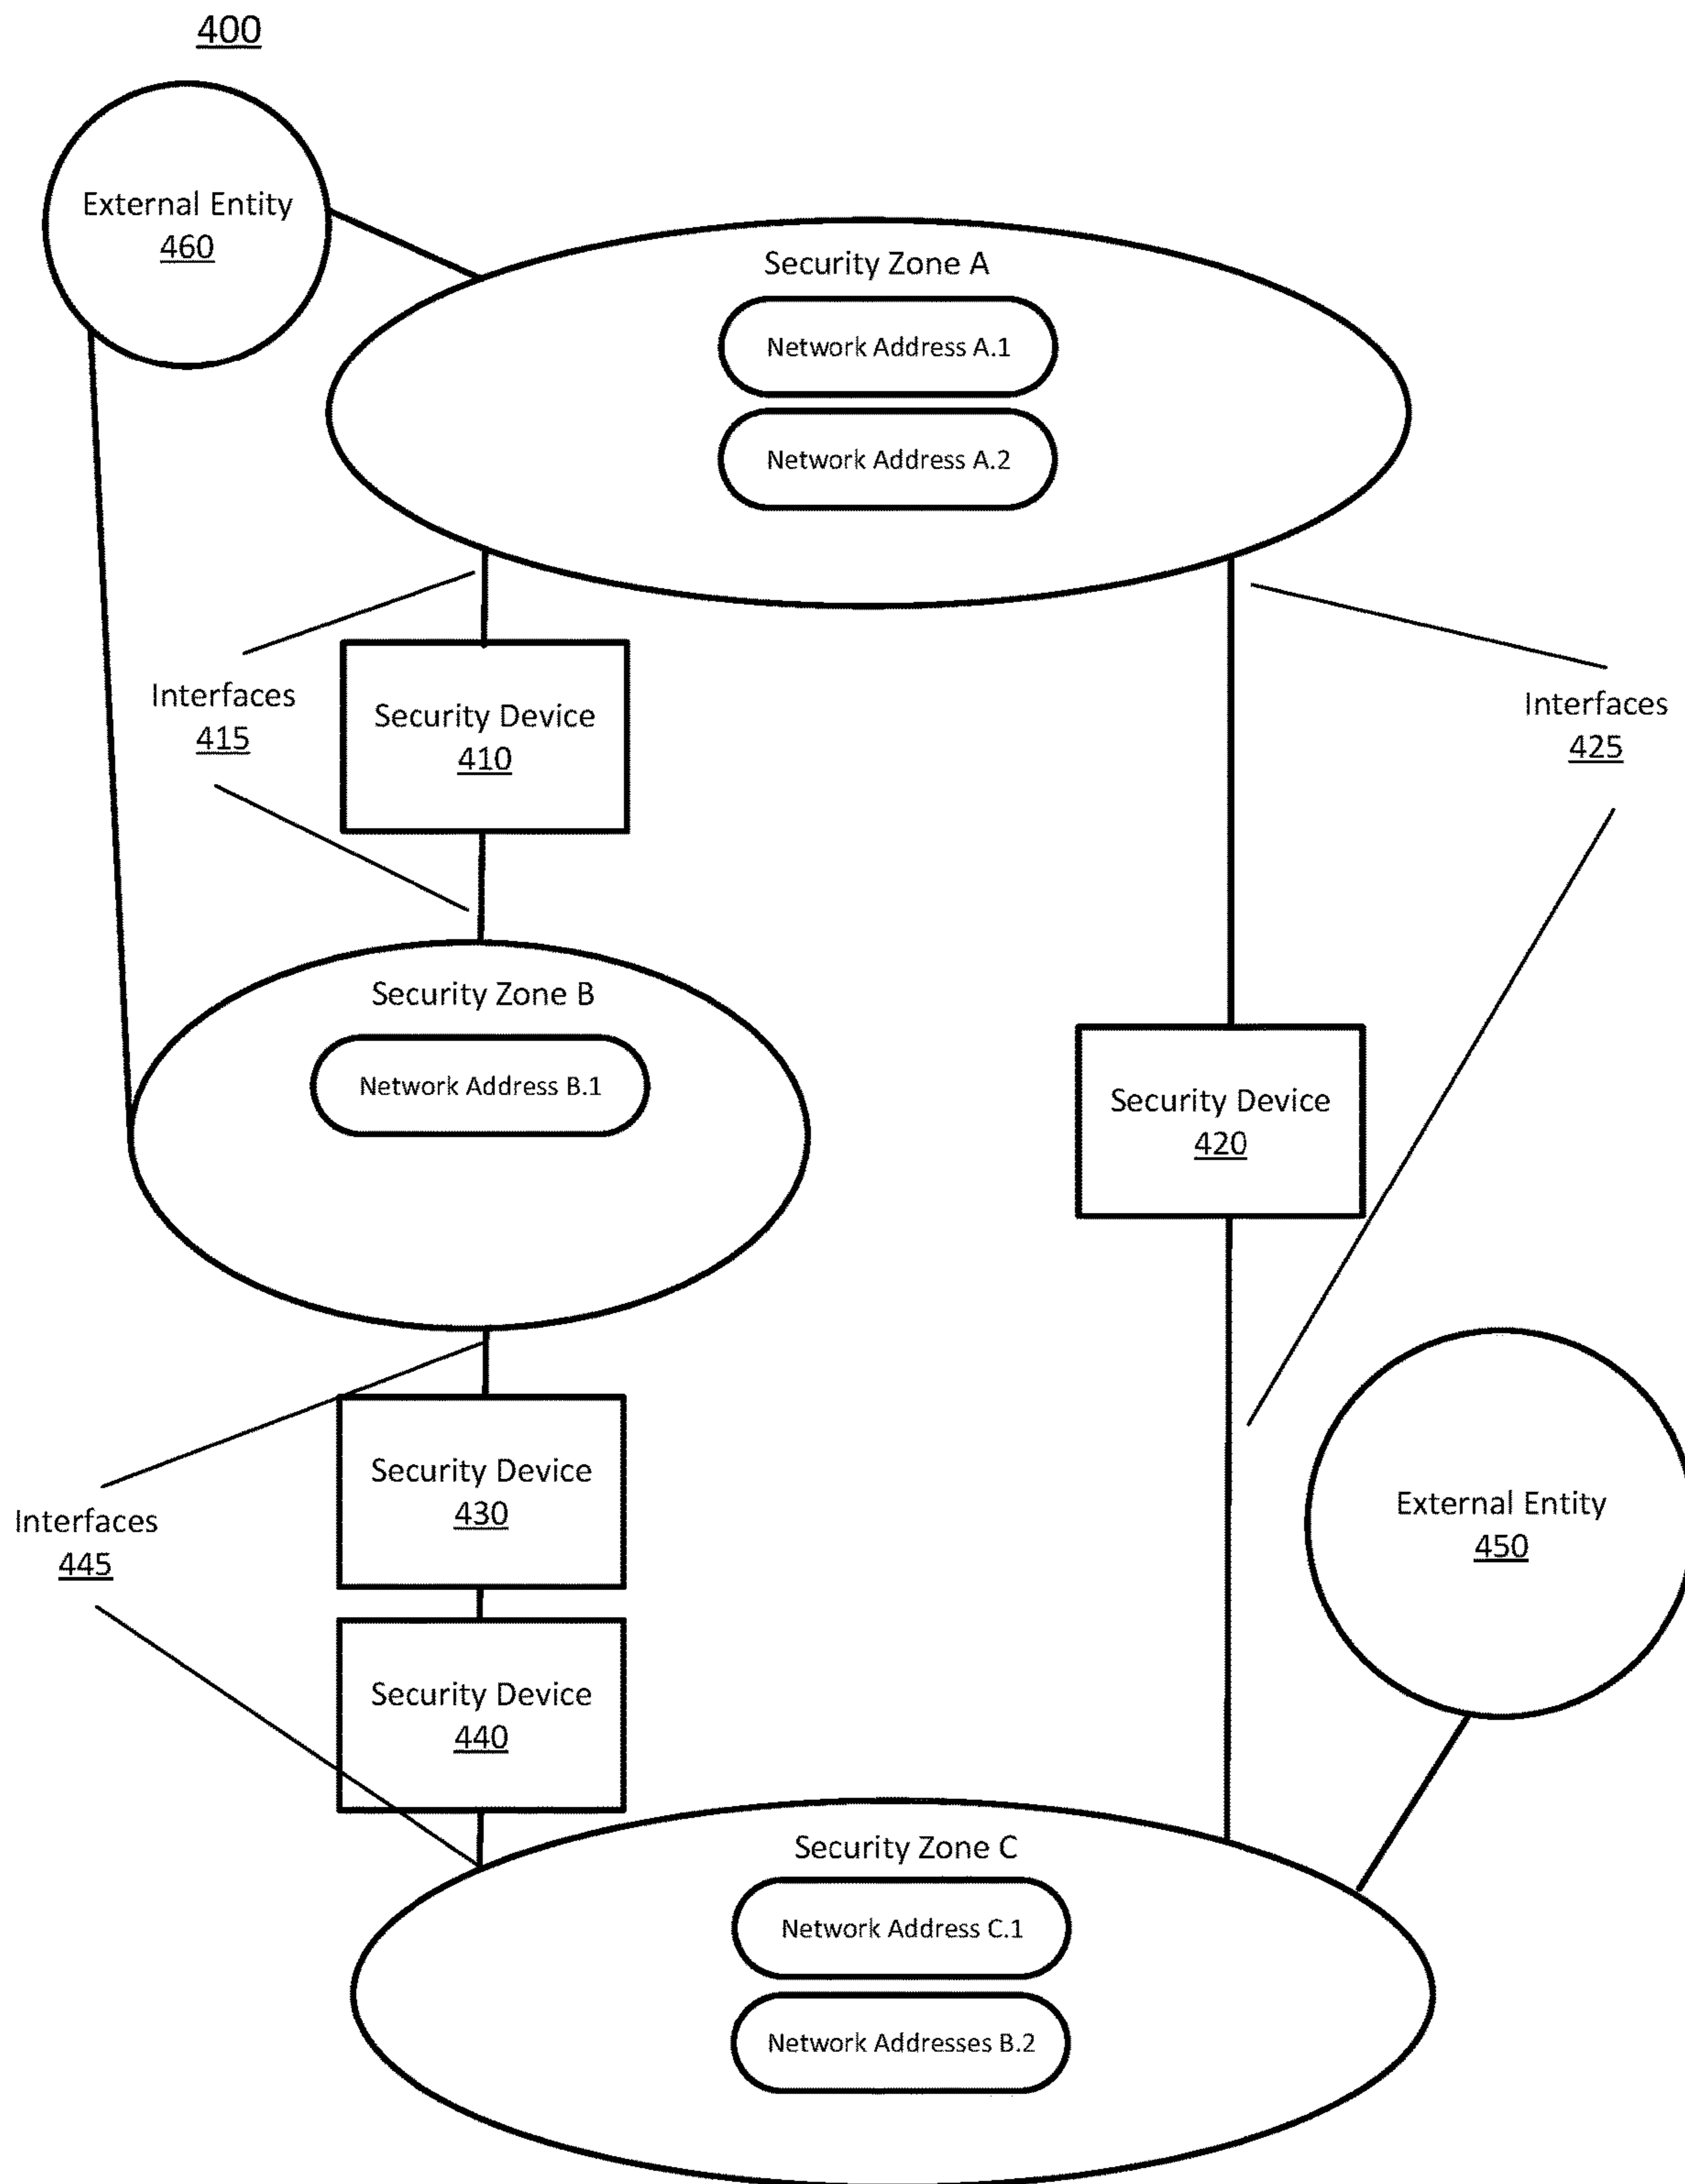 400
External Entity
460
Security Zone A
Network Address A.1
Network Address A.2
Interfaces
415
Security Device
410
Interfaces
425
Security Zone B
Network Address B.1
Security Device
420
Security Device
430
Interfaces
445
External Entity
450
Security Device
440
Security Zone C
Network Address C.1
Network Addresses B.2